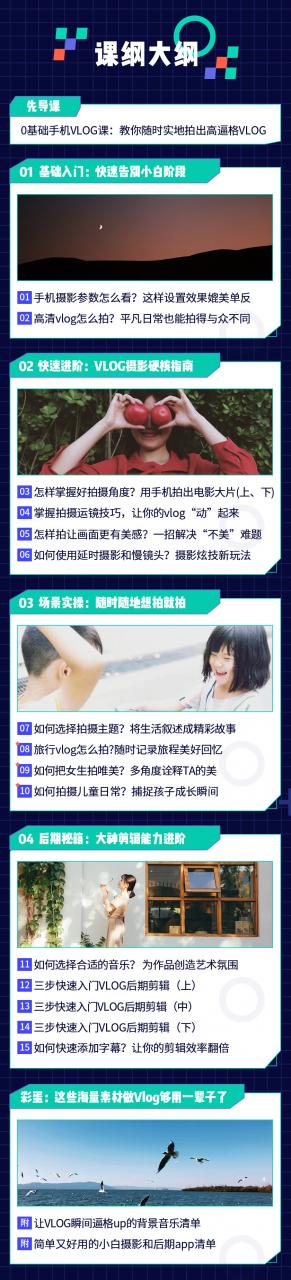 课纲大纲
先导课
0基础手机VLOG课：教你随时实地拍出高逼格VLOG
01 基础入门：快速告别小白阶段
01 手机摄影参数怎么看？这样设置效果媲美单反
02 高清vlog怎么拍？平凡日常也能拍得与众不同
02 快速进阶：VLOG摄影硬核指南
03 怎样掌握好拍摄角度？用手机拍出电影大片(上、下)
04 掌握拍摄运镜技巧，让你的vlog“动”起来
05 怎样拍让画面更有美感？一招解决“不美”难题
06 如何使用延时摄影和慢镜头？摄影炫技新玩法
03 场景实操：随时随地想拍就拍
07 如何选择拍摄主题？将生活叙述成精彩故事
08 旅行vlog怎么拍?随时记录旅程美好回忆
09 如何把女生拍唯美？多角度诠释TA的美
10 如何拍摄儿童日常？捕捉孩子成长瞬间
04 后期秘籍：大神剪辑能力进阶
11 如何选择合适的音乐？为作品创造艺术氛围
12 三步快速入门VLOG后期剪辑（上）
13 三步快速入门VLOG后期剪辑（中）
14 三步快速入门VLOG后期剪辑（下）
15 如何快速添加字幕？让你的剪辑效率翻倍
彩蛋：这些海量素材做Vlog够用一辈子了
附 让VLOG瞬间逼格up的背景音乐清单
附 简单又好用的小白摄影和后期app清单